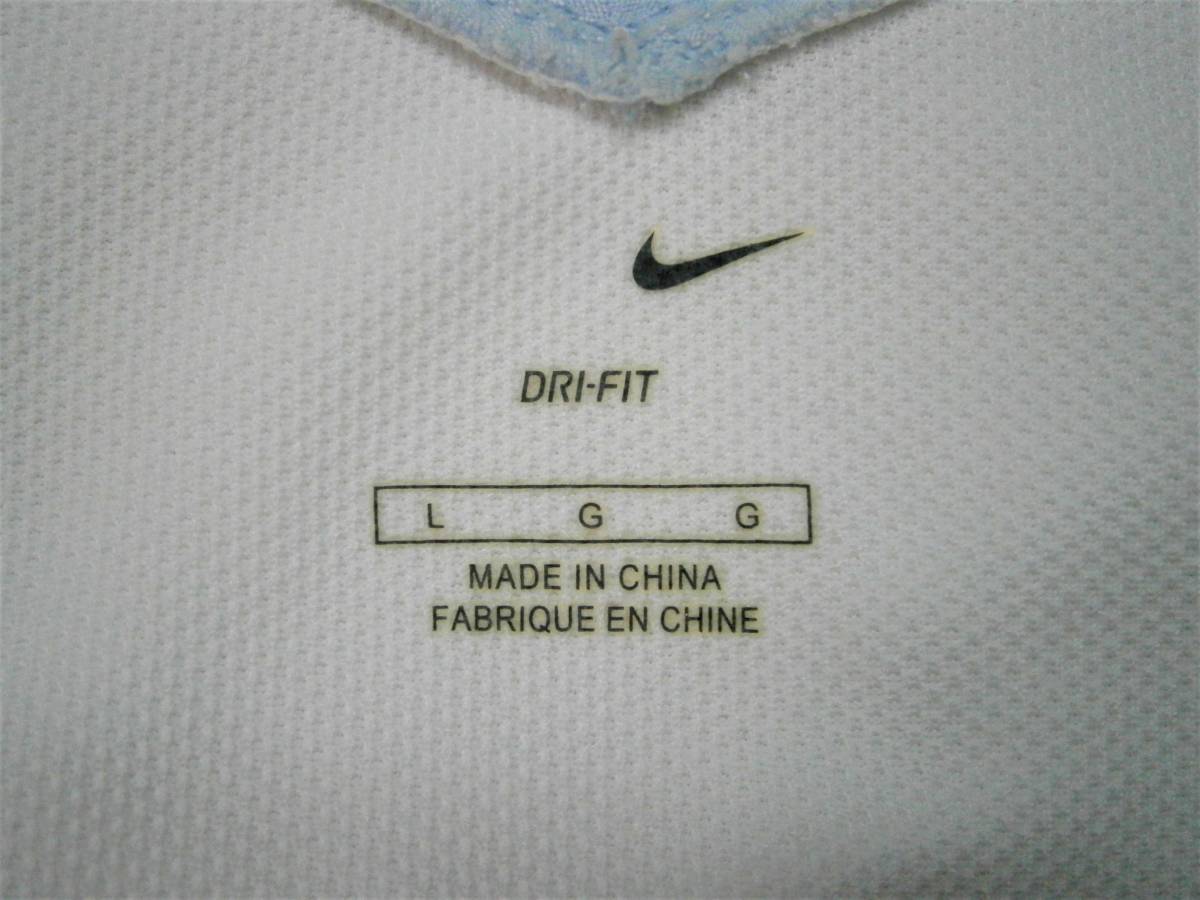 DRI-FIT
L G G
MADE IN CHINA
FABRIQUE EN CHINE